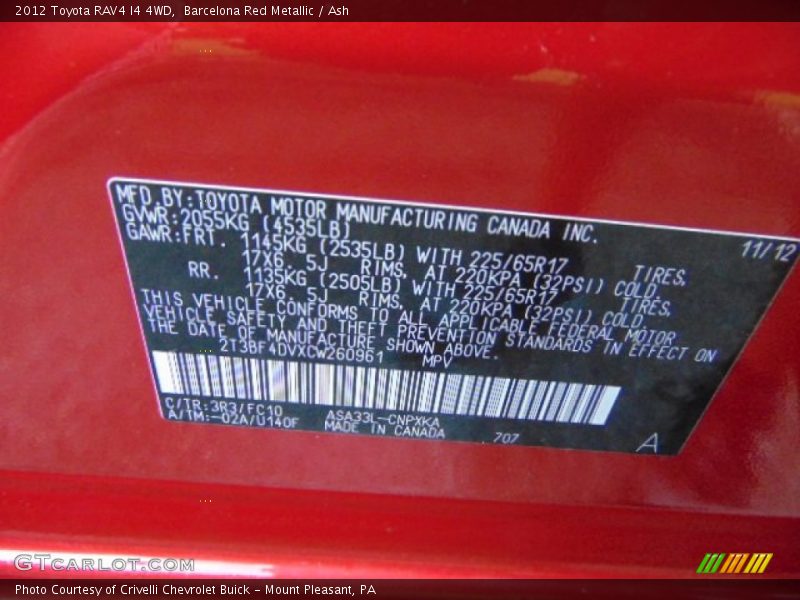 2012 Toyota RAV4 I4 4WD, Barcelona Red Metallic / Ash
MFD.BY:TOYOTA MOTOR MANUFACTURING CANADA INC.
GVWR:2055KG (4535LB) 11/12
GAWR:FRT. 1145KG (2535LB) WITH 225/65R17 TIRES,
17X6.5J RIMS, AT 220KPA (32PSI) COLD
RR. 1135KG (2505LB) WITH 225/65R17 TIRES,
17X6.5J RIMS, AT 220KPA (32PSI) COLD
THIS VEHICLE CONFORMS TO ALL APPLICABLE FEDERAL MOTOR
VEHICLE SAFETY AND THEFT PREVENTION STANDARDS IN EFFECT ON
THE DATE OF MANUFACTURE SHOWN ABOVE.
2T3BF4DVXCW260961 MPV
C/TR:3R3/FC10 ASA33L-CNPXKA
A/TM:-02A/U140F MADE IN CANADA 707 A
GTCARLOT.COM
Photo Courtesy of Crivelli Chevrolet Buick - Mount Pleasant, PA